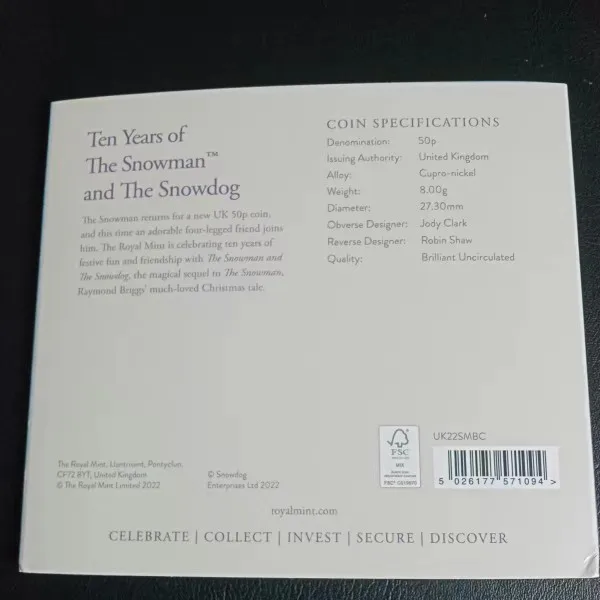 Ten Years of
The Snowman™
and The Snowdog
The Snowman returns for a new UK 50p coin,
and this time an adorable four-legged friend joins
him. The Royal Mint is celebrating ten years of
festive fun and friendship with The Snowman and
The Snowdog, the magical sequel to The Snowman,
Raymond Briggs' much-loved Christmas tale.
COIN SPECIFICATIONS
Denomination: 50p
Issuing Authority: United Kingdom
Alloy: Cupro-nickel
Weight: 8.00g
Diameter: 27.30mm
Obverse Designer: Jody Clark
Reverse Designer: Robin Shaw
Quality: Brilliant Uncirculated
The Royal Mint, Llantrisant, Pontyclun,
CF72 8YT, United Kingdom
© The Royal Mint Limited 2022
© Snowdog
Enterprises Ltd 2022
FSC
MIX
UK22SMBC
5 026177 571094 >
royalmint.com
CELEBRATE | COLLECT | INVEST | SECURE | DISCOVER